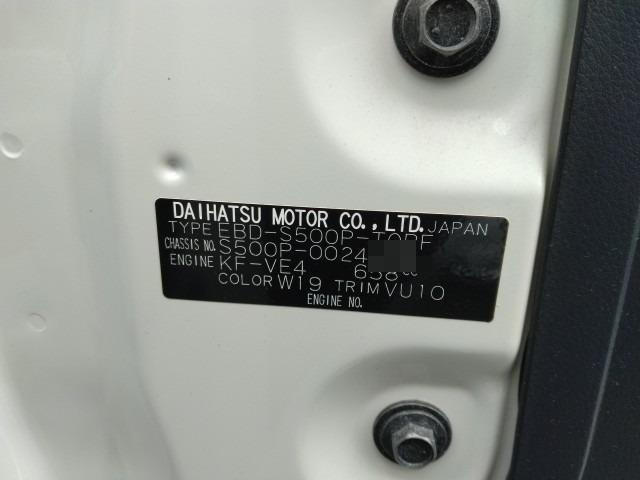 DAIHATSU MOTOR CO., LTD. JAPAN
TYPE EBD-S500P-TQRF
CHASSIS NO. S500P-0024
ENGINE KF-VE4 658cc
COLOR W19 TRIM VU10
ENGINE NO.